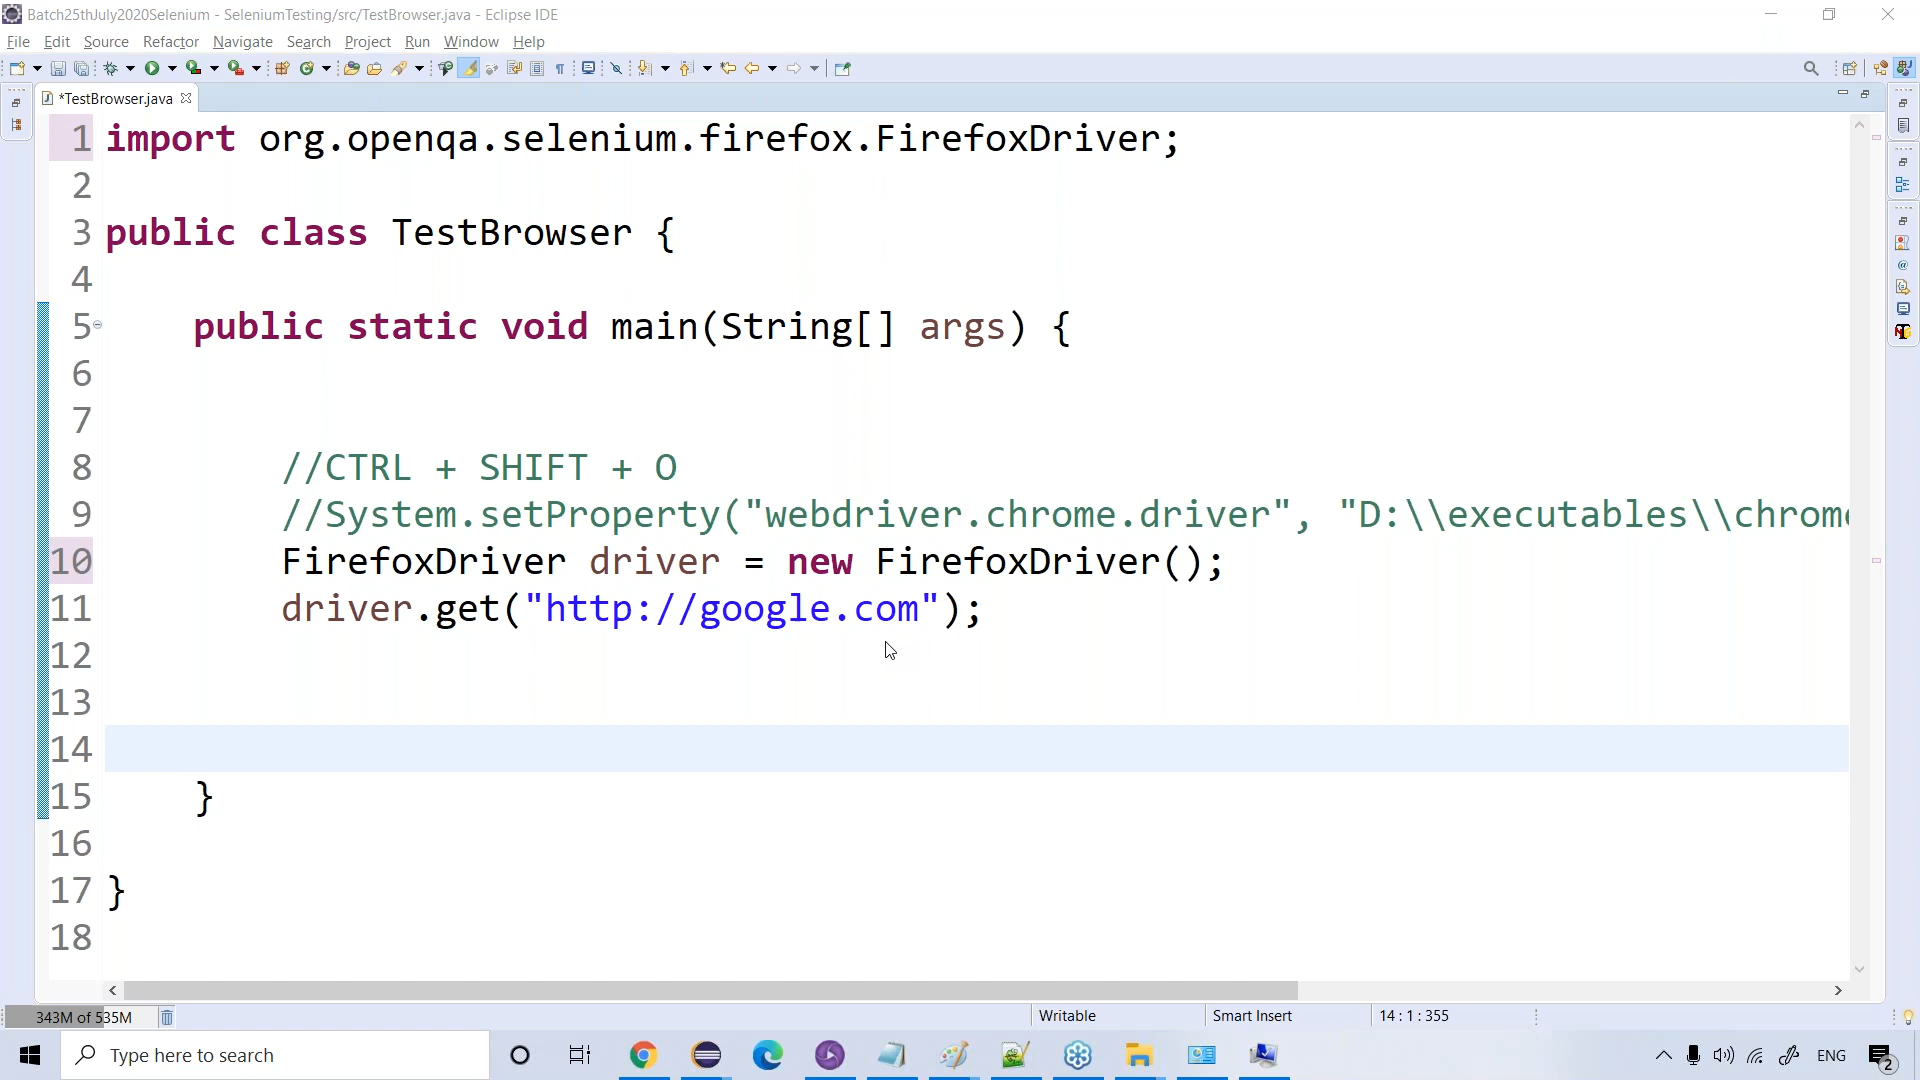 Batch25thJuly2020Selenium - SeleniumTesting/src/TestBrowser.java - Eclipse IDE
File Edit Source Refactor Navigate Search Project Run Window Help
*TestBrowser.java
1 import org.openqa.selenium.firefox.FirefoxDriver;
2
3 public class TestBrowser {
4
5 public static void main(String[] args) {
6
7
8 //CTRL + SHIFT + O
9 //System.setProperty("webdriver.chrome.driver", "D:\\executables\\chrome
10 FirefoxDriver driver = new FirefoxDriver();
11 driver.get("http://google.com");
12
13
14
15 }
16
17 }
18
343M of 535M Writable Smart Insert 14 : 1 : 355
Type here to search ENG 2